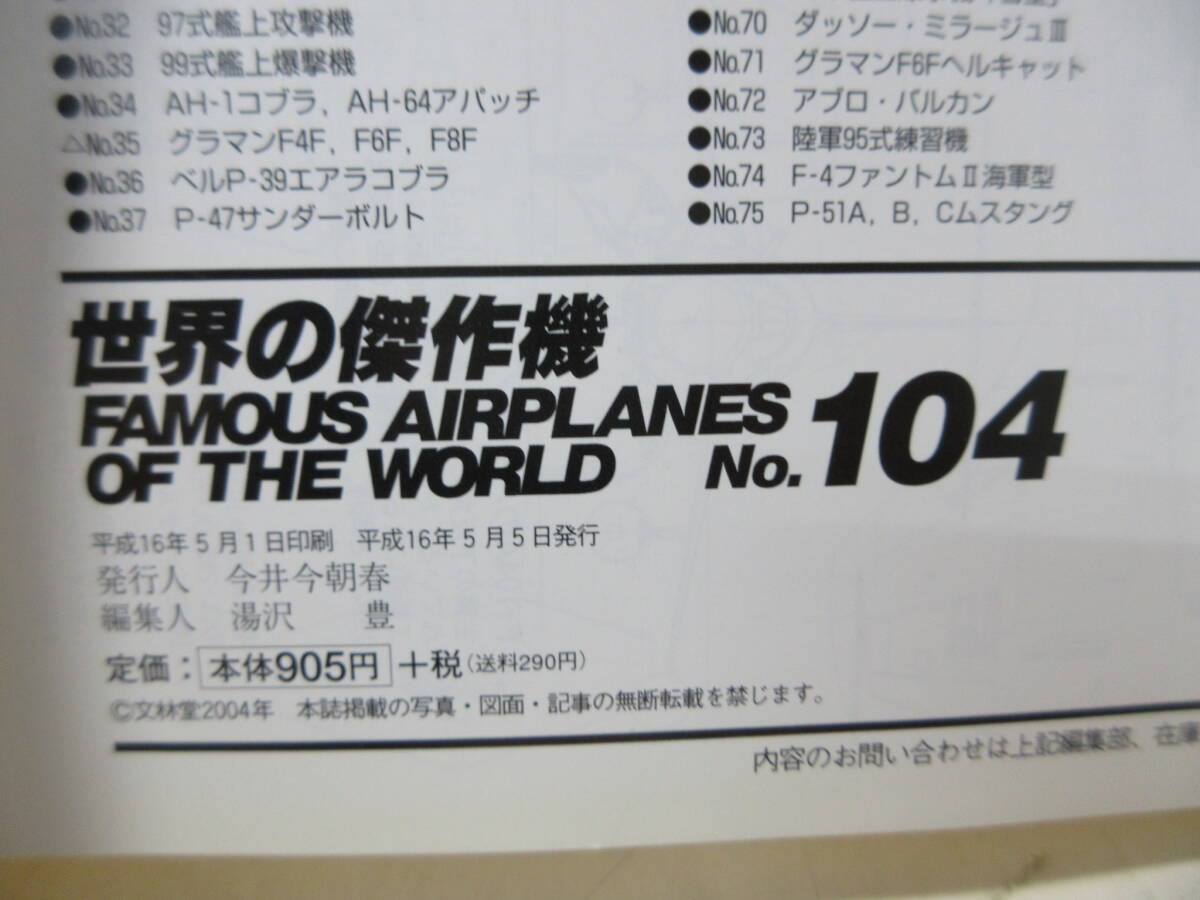 ●No.32 97式艦上攻撃機
●No.33 99式艦上爆撃機
●No.34 AH-1コブラ，AH-64アパッチ
△No.35 グラマンF4F，F6F，F8F
●No.36 ベルP-39エアラコブラ
●No.37 P-47サンダーボルト
●No.70 ダッソー・ミラージュⅢ
●No.71 グラマンF6Fヘルキャット
●No.72 アブロ・バルカン
●No.73 陸軍95式練習機
●No.74 F-4ファントムⅡ海軍型
●No.75 P-51A，B，Cムスタング
世界の傑作機
FAMOUS AIRPLANES
OF THE WORLD No.104
平成16年5月1日印刷 平成16年5月5日発行
発行人 今井今朝春
編集人 湯沢 豊
定価：本体905円＋税（送料290円）
©文林堂2004年 本誌掲載の写真・図面・記事の無断転載を禁じます。
内容のお問い合わせは上記編集部、在庫